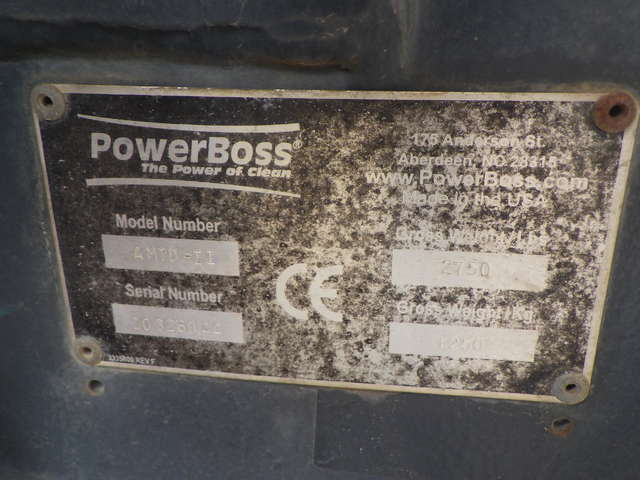 PowerBoss®
The Power of Clean
175 Anderson St.
Aberdeen, NC 28315
www.PowerBoss.com
Made in the USA
Model Number
Gross Weight / Lbs
2750
Serial Number
Gross Weight / Kg.
CE